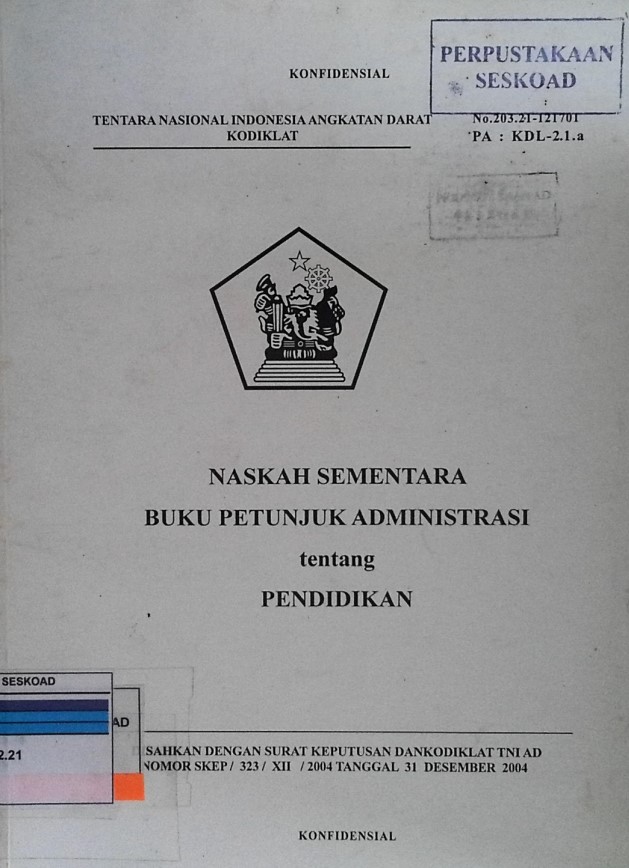 PERPUSTAKAAN
SESKOAD
KONFIDENSIAL
TENTARA NASIONAL INDONESIA ANGKATAN DARAT
KODIKLAT
No.203.21-121701
PA : KDL-2.1.a
NASKAH SEMENTARA
BUKU PETUNJUK ADMINISTRASI
tentang
PENDIDIKAN
SESKOAD
AD
2.21
SAHKAN DENGAN SURAT KEPUTUSAN DANKODIKLAT TNI AD
NOMOR SKEP / 323 / XII / 2004 TANGGAL 31 DESEMBER 2004
KONFIDENSIAL